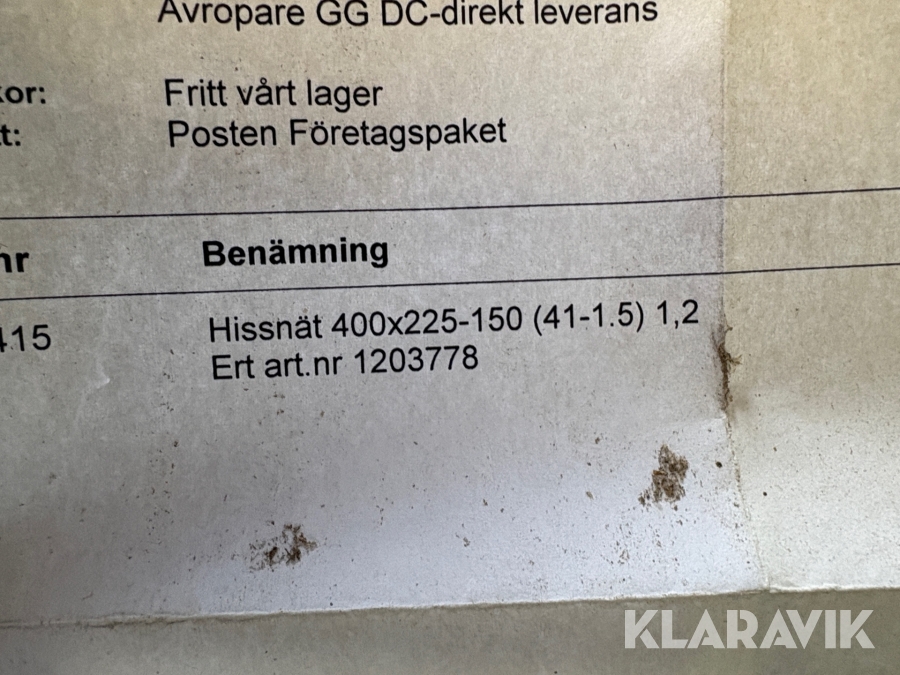 Avropare GG DC-direkt leverans
kor: Fritt vårt lager
t: Posten Företagspaket
nr Benämning
415 Hissnät 400x225-150 (41-1.5) 1,2
Ert art.nr 1203778
KLARAVIK